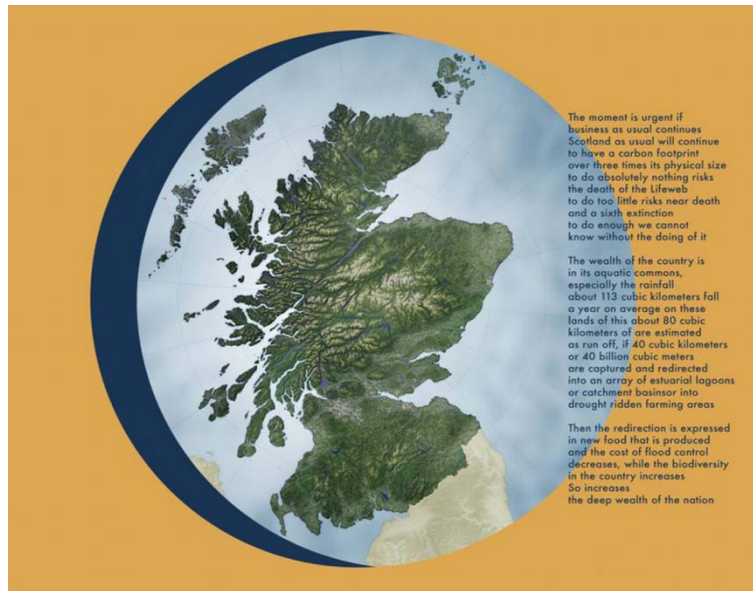 The moment is urgent if
business as usual continues
Scotland as usual will continue
to have a carbon footprint
over three times its physical size
to do absolutely nothing risks
the death of the Lifeweb
to do too little risks near death
and a sixth extinction
to do enough we cannot
know without the doing of it
The wealth of the country is
in its aquatic commons,
especially the rainfall
about 113 cubic kilometers fall
a year on average on these
lands of this about 80 cubic
kilometers of are estimated
as run off, if 40 cubic kilometers
or 40 billion cubic meters
are captured and redirected
into an array of estuarial lagoons
or catchment basinsor into
drought ridden farming areas
Then the redirection is expressed
in new food that is produced
and the cost of flood control
decreases, while the biodiversity
in the country increases
So increases
the deep wealth of the nation